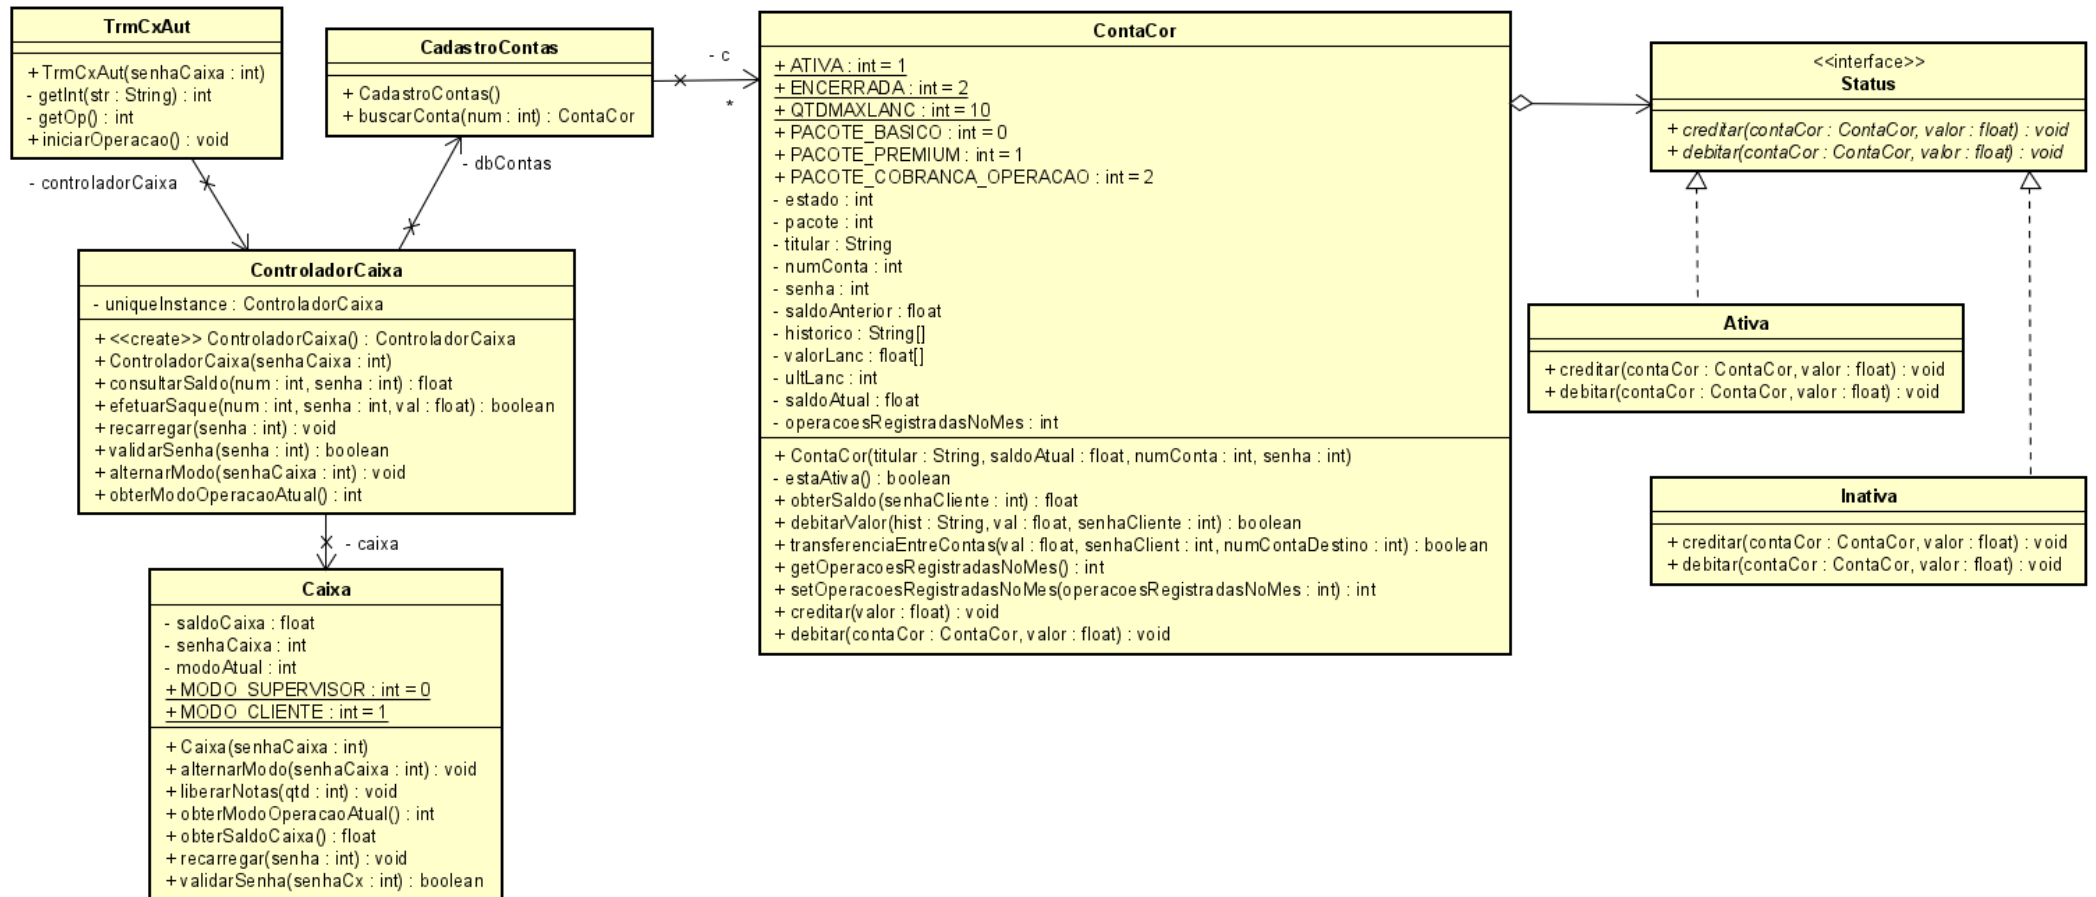 TrmCxAut
+ TrmCxAut(senhaCaixa : int)
- getInt(str : String) : int
- getOp() : int
+ iniciarOperacao() : void
- controladorCaixa
CadastroContas
+ CadastroContas()
+ buscarConta(num : int) : ContaCor
- dbContas
- c
*
ControladorCaixa
- uniqueInstance : ControladorCaixa
+ <<create>> ControladorCaixa() : ControladorCaixa
+ ControladorCaixa(senhaCaixa : int)
+ consultarSaldo(num : int, senha : int) : float
+ efetuarSaque(num : int, senha : int, val : float) : boolean
+ recarregar(senha : int) : void
+ validarSenha(senha : int) : boolean
+ alternarModo(senhaCaixa : int) : void
+ obterModoOperacaoAtual() : int
- caixa
Caixa
- saldoCaixa : float
- senhaCaixa : int
- modoAtual : int
+ MODO_SUPERVISOR : int = 0
+ MODO_CLIENTE : int = 1
+ Caixa(senhaCaixa : int)
+ alternarModo(senhaCaixa : int) : void
+ liberarNotas(qtd : int) : void
+ obterModoOperacaoAtual() : int
+ obterSaldoCaixa() : float
+ recarregar(senha : int) : void
+ validarSenha(senhaCx : int) : boolean
ContaCor
+ ATIVA : int = 1
+ ENCERRADA : int = 2
+ QTDMAXLANC : int = 10
+ PACOTE_BASICO : int = 0
+ PACOTE_PREMIUM : int = 1
+ PACOTE_COBRANCA_OPERACAO : int = 2
- estado : int
- pacote : int
- titular : String
- numConta : int
- senha : int
- saldoAnterior : float
- historico : String[]
- valorLanc : float[]
- ultLanc : int
- saldoAtual : float
- operacoesRegistradasNoMes : int
+ ContaCor(titular : String, saldoAtual : float, numConta : int, senha : int)
- estaAtiva() : boolean
+ obterSaldo(senhaCliente : int) : float
+ debitarValor(hist : String, val : float, senhaCliente : int) : boolean
+ transferenciaEntreContas(val : float, senhaClient : int, numContaDestino : int) : boolean
+ getOperacoesRegistradasNoMes() : int
+ setOperacoesRegistradasNoMes(operacoesRegistradasNoMes : int) : int
+ creditar(valor : float) : void
+ debitar(contaCor : ContaCor, valor : float) : void
<<interface>>
Status
+ creditar(contaCor : ContaCor, valor : float) : void
+ debitar(contaCor : ContaCor, valor : float) : void
Ativa
+ creditar(contaCor : ContaCor, valor : float) : void
+ debitar(contaCor : ContaCor, valor : float) : void
Inativa
+ creditar(contaCor : ContaCor, valor : float) : void
+ debitar(contaCor : ContaCor, valor : float) : void